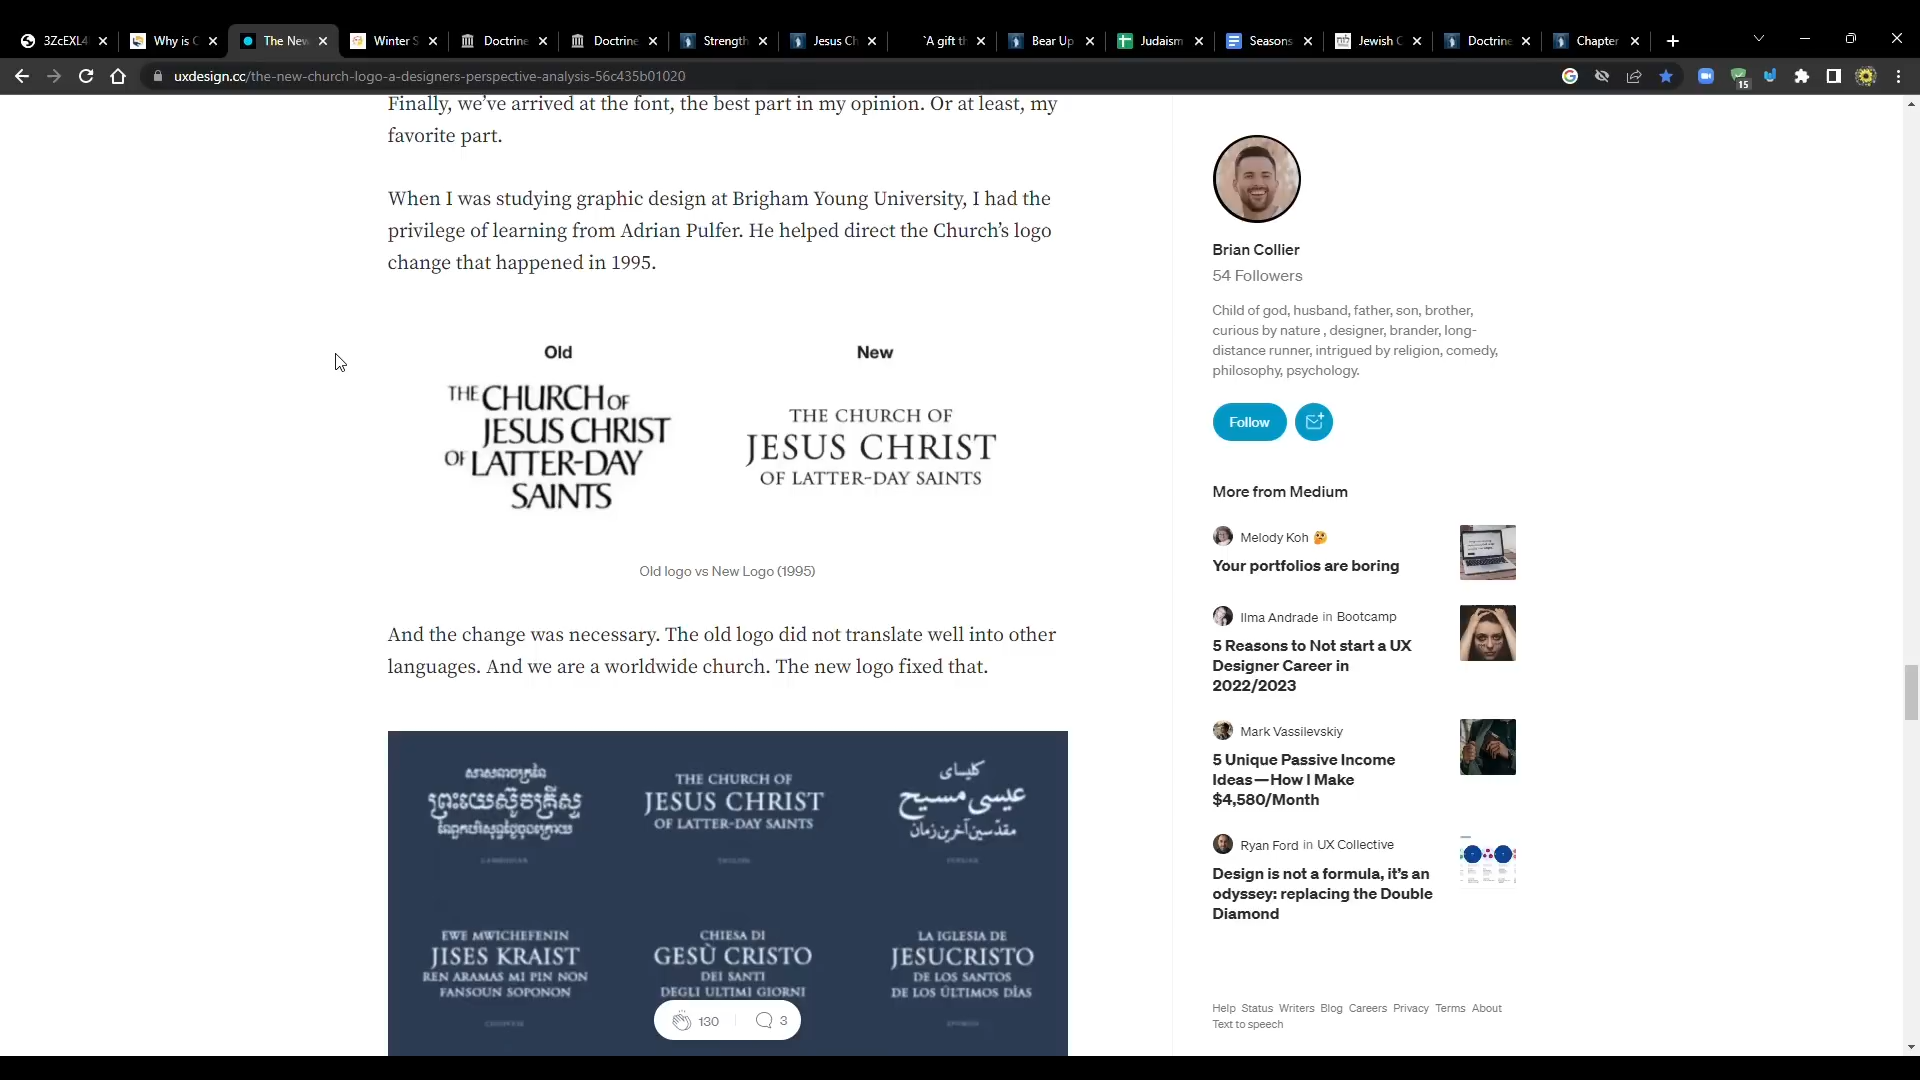 3ZcEXL4
Why is C
The New
Winter S
Doctrine
Doctrine
Strength
Jesus Ch
`A gift th
Bear Up
Judaism
Seasons
Jewish C
Doctrine
Chapter
uxdesign.cc/the-new-church-logo-a-designers-perspective-analysis-56c435b01020
15
Finally, we’ve arrived at the font, the best part in my opinion. Or at least, my
favorite part.
When I was studying graphic design at Brigham Young University, I had the
privilege of learning from Adrian Pulfer. He helped direct the Church’s logo
change that happened in 1995.
Old
THE CHURCH OF
JESUS CHRIST
OF LATTER-DAY
SAINTS
New
THE CHURCH OF
JESUS CHRIST
OF LATTER-DAY SAINTS
Old logo vs New Logo (1995)
And the change was necessary. The old logo did not translate well into other
languages. And we are a worldwide church. The new logo fixed that.
THE CHURCH OF
JESUS CHRIST
OF LATTER-DAY SAINTS
کلیسای
عیسی مسیح
مقدّسین آخرین زمان
EWE MWICHEFENIN
JISES KRAIST
REN ARAMAS MI PIN NON
FANSOUN SOPONON
CHIESA DI
GESÙ CRISTO
DEI SANTI
DEGLI ULTIMI GIORNI
LA IGLESIA DE
JESUCRISTO
DE LOS SANTOS
DE LOS ÚLTIMOS DÍAS
130
3
Brian Collier
54 Followers
Child of god, husband, father, son, brother,
curious by nature , designer, brander, long-
distance runner, intrigued by religion, comedy,
philosophy, psychology.
Follow
More from Medium
Melody Koh 🤔
Your portfolios are boring
Ilma Andrade in Bootcamp
5 Reasons to Not start a UX
Designer Career in
2022/2023
Mark Vassilevskiy
5 Unique Passive Income
Ideas — How I Make
$4,580/Month
Ryan Ford in UX Collective
Design is not a formula, it’s an
odyssey: replacing the Double
Diamond
Help Status Writers Blog Careers Privacy Terms About
Text to speech